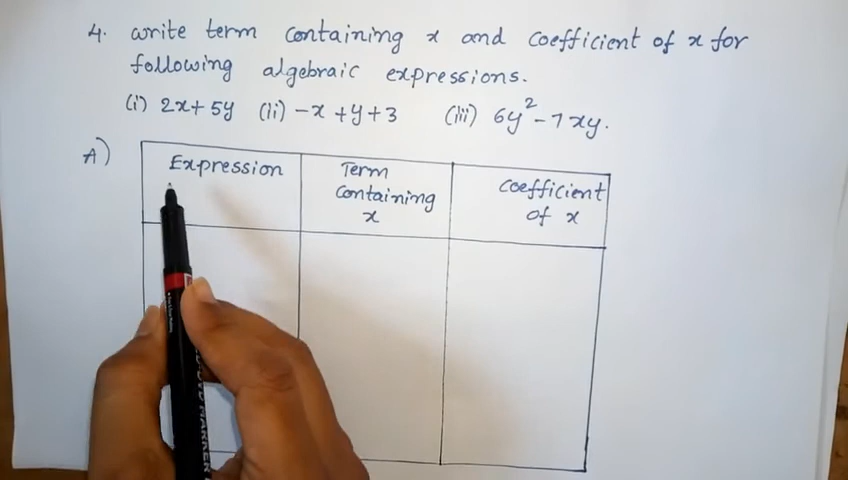 4. write term containing x and coefficient of x for
following algebraic expressions.
(i) 2x+5y (ii) -x+y+3 (iii) 6y²-7xy.
A)
Expression
Term
containing
x
coefficient
of x